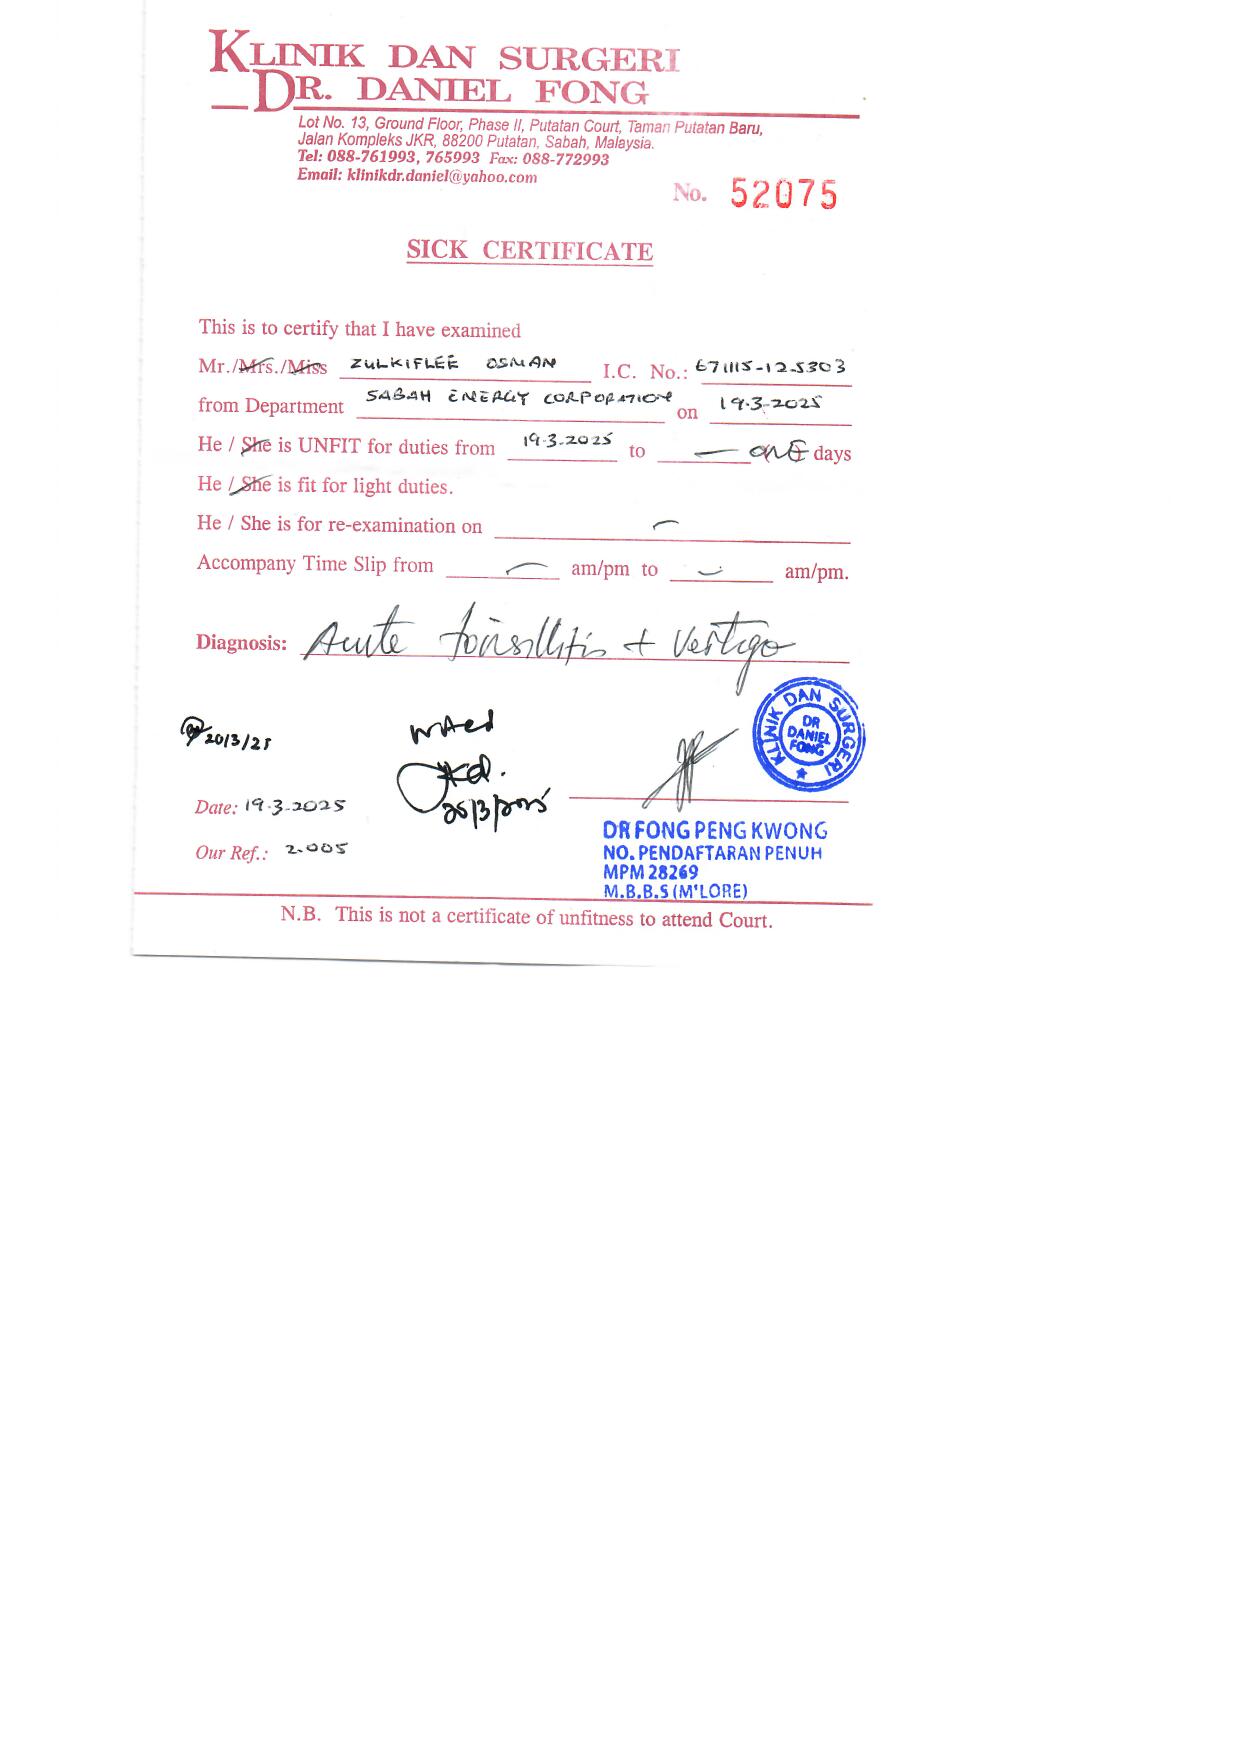 KLINIK DAN SURGERI
DR. DANIEL FONG
Lot No. 13, Ground Floor, Phase II, Putatan Court, Taman Putatan Baru,
Jalan Kompleks JKR, 88200 Putatan, Sabah, Malaysia.
Tel: 088-761993, 765993 Fax: 088-772993
Email: klinikdr.daniel@yahoo.com
No. 52075
SICK CERTIFICATE
This is to certify that I have examined
Mr./Mrs./Miss ZULKIFLEE OSMAN I.C. No.: 671115-12-5303
from Department SABAH ENERGY CORPORATION on 19-3-2025
He / She is UNFIT for duties from 19-3-2025 to — ONE days
He / She is fit for light duties.
He / She is for re-examination on —
Accompany Time Slip from — am/pm to — am/pm.
Diagnosis: Acute tonsillitis + Vertigo
KLINIK DAN SURGERI
DR DANIEL FONG
20/3/25
25/3/2025
Date: 19-3-2025
Our Ref.: 2.005
DR FONG PENG KWONG
NO. PENDAFTARAN PENUH
MPM 28269
M.B.B.S (M'LORE)
N.B. This is not a certificate of unfitness to attend Court.